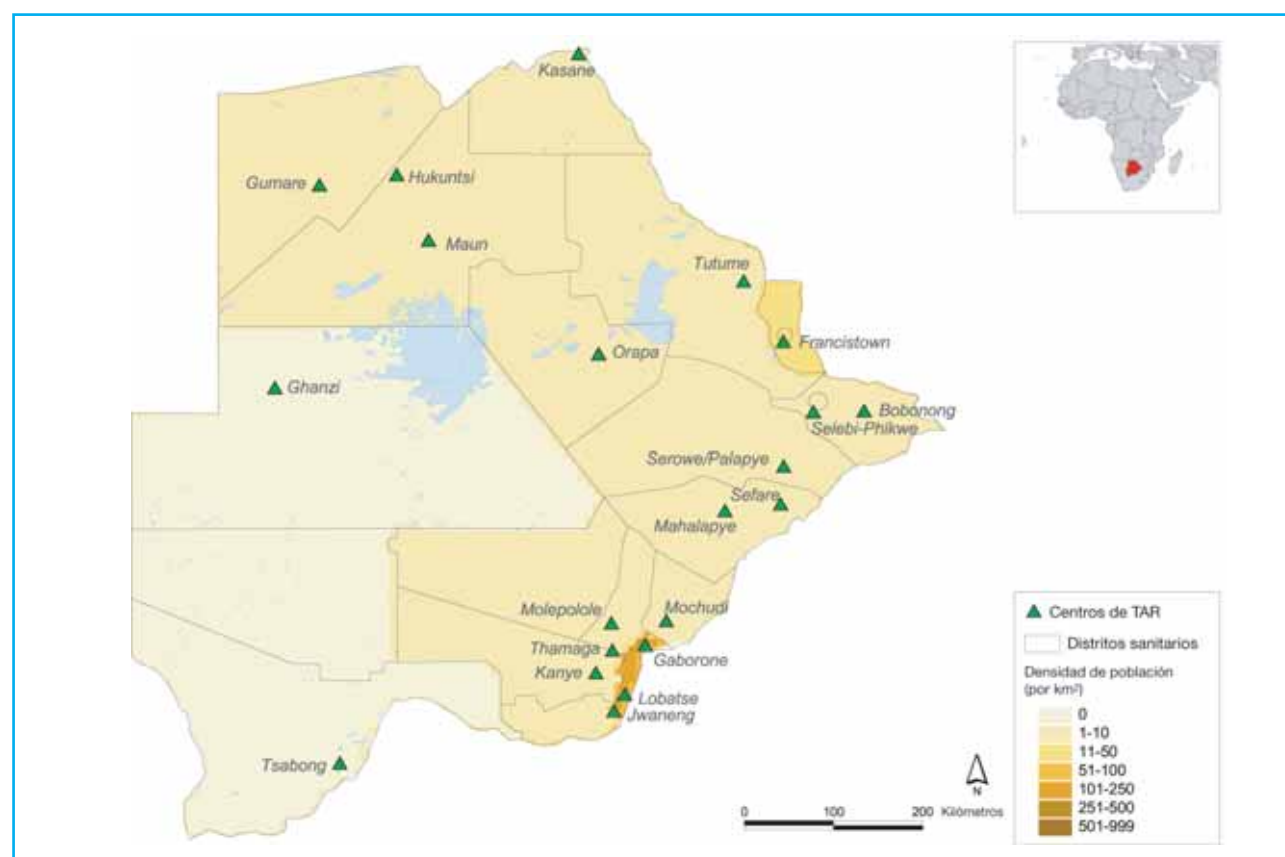 Kasane
Gumare
Hukuntsi
Maun
Tutume
Francistown
Orapa
Ghanzi
Bobonong
Selebi-Phikwe
Serowe/Palapye
Sefare
Mahalapye
Molepolole
Mochudi
Thamaga
Gaborone
Kanye
Lobatse
Jwaneng
Tsabong
N
0 100 200 Kilómetros
Centros de TAR
Distritos sanitarios
Densidad de población
(por km²)
0
1-10
11-50
51-100
101-250
251-500
501-999